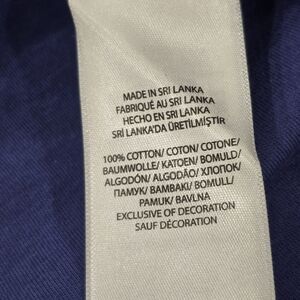 MADE IN SRI LANKA
FABRIQUÉ AU SRI LANKA
HECHO EN SRI LANKA
SRİ LANKA'DA ÜRETİLMİŞTİR
100% COTTON/ COTON/ COTONE/
BAUMWOLLE/ KATOEN/ BOMULD/
ALGODÓN/ ALGODÃO/ ХЛОПОК/
ПАМУК/ BAMBAKI/ BOMULL/
PAMUK/ BAVLNA
EXCLUSIVE OF DECORATION
SAUF DÉCORATION